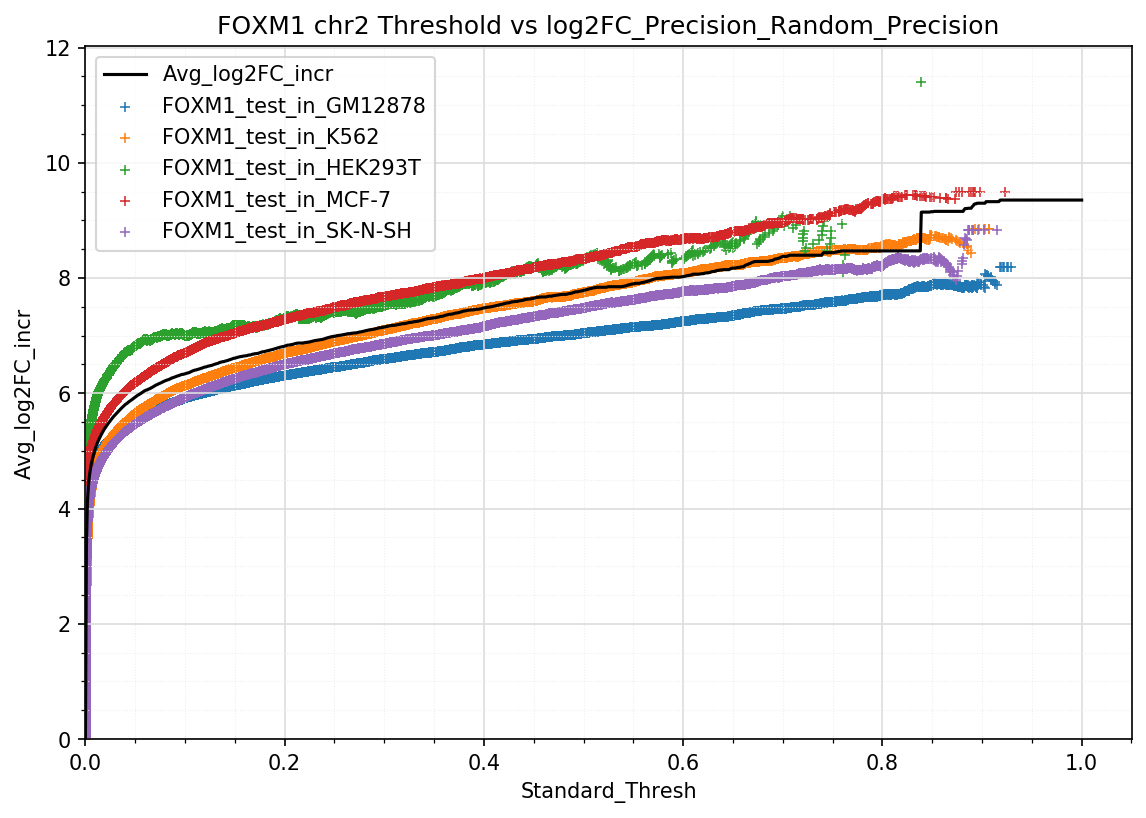 FOXM1 chr2 Threshold vs log2FC_Precision_Random_Precision
Avg_log2FC_incr
FOXM1_test_in_GM12878
FOXM1_test_in_K562
FOXM1_test_in_HEK293T
FOXM1_test_in_MCF-7
FOXM1_test_in_SK-N-SH
Avg_log2FC_incr
12
10
8
6
4
2
0
0.0 0.2 0.4 0.6 0.8 1.0
Standard_Thresh